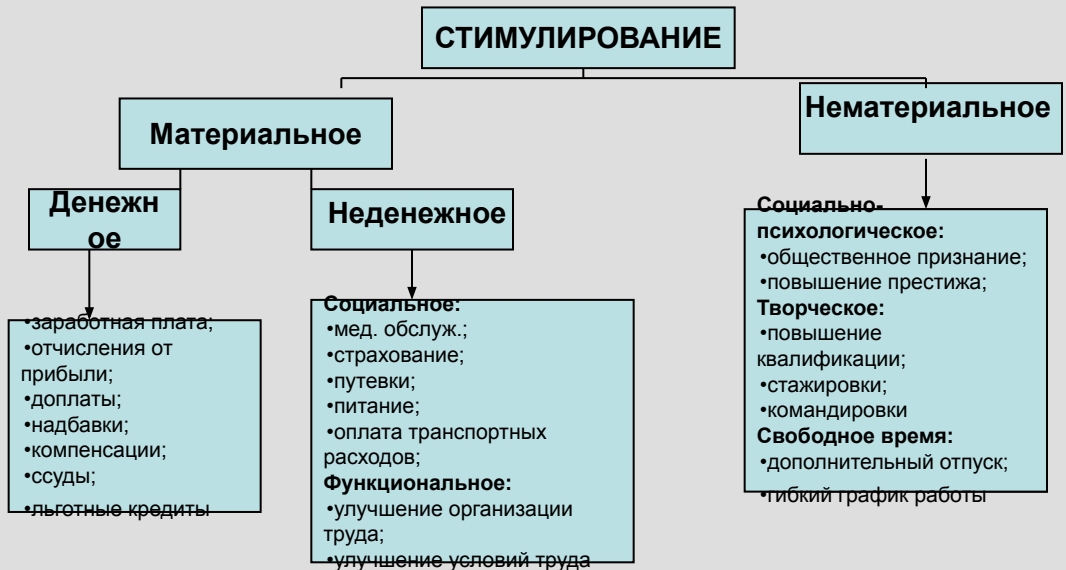 СТИМУЛИРОВАНИЕ
Материальное
Нематериальное
Денежн
ое
Неденежное
•заработная плата;
•отчисления от
прибыли;
•доплаты;
•надбавки;
•компенсации;
•ссуды;
•льготные кредиты
Социальное:
•мед. обслуж.;
•страхование;
•путевки;
•питание;
•оплата транспортных
расходов;
Функциональное:
•улучшение организации
труда;
•улучшение условий труда
Социально-
психологическое:
•общественное признание;
•повышение престижа;
Творческое:
•повышение
квалификации;
•стажировки;
•командировки
Свободное время:
•дополнительный отпуск;
•гибкий график работы